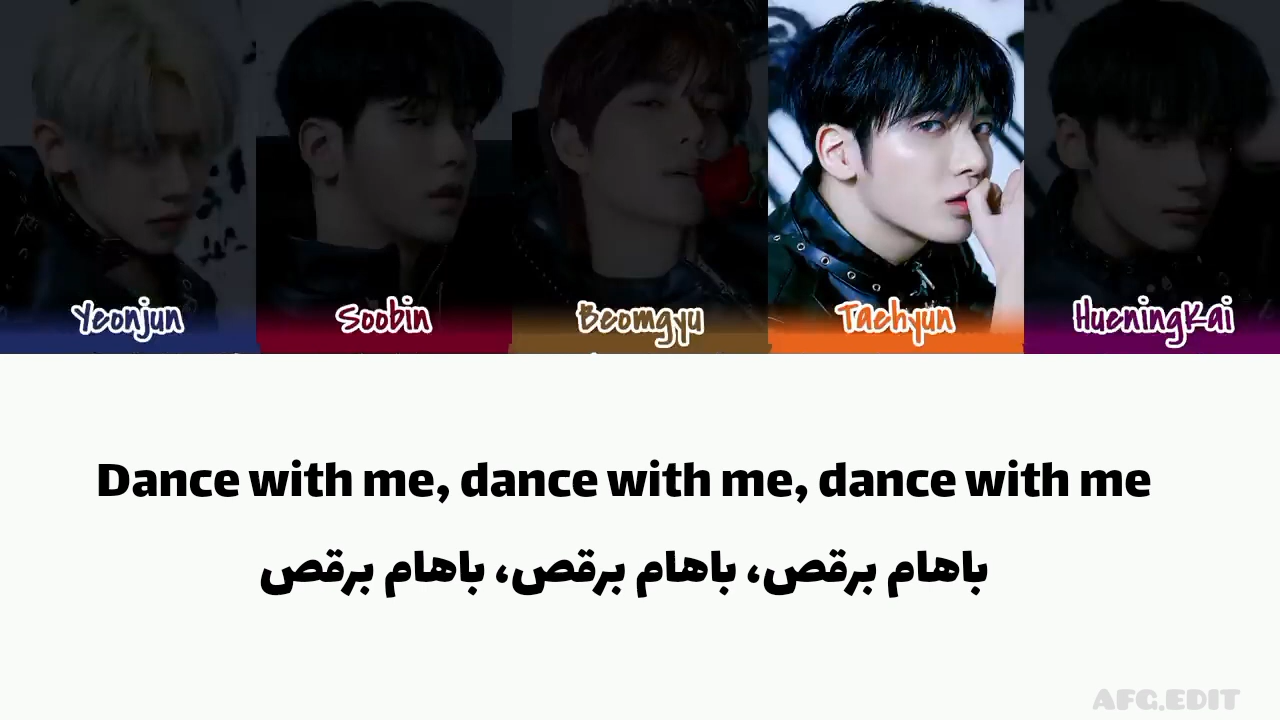 Yeonjun
Soobin
Beomgyu
Taehyun
HueningKai
Dance with me, dance with me, dance with me
باهام برقص، باهام برقص، باهام برقص
AFG.EDIT